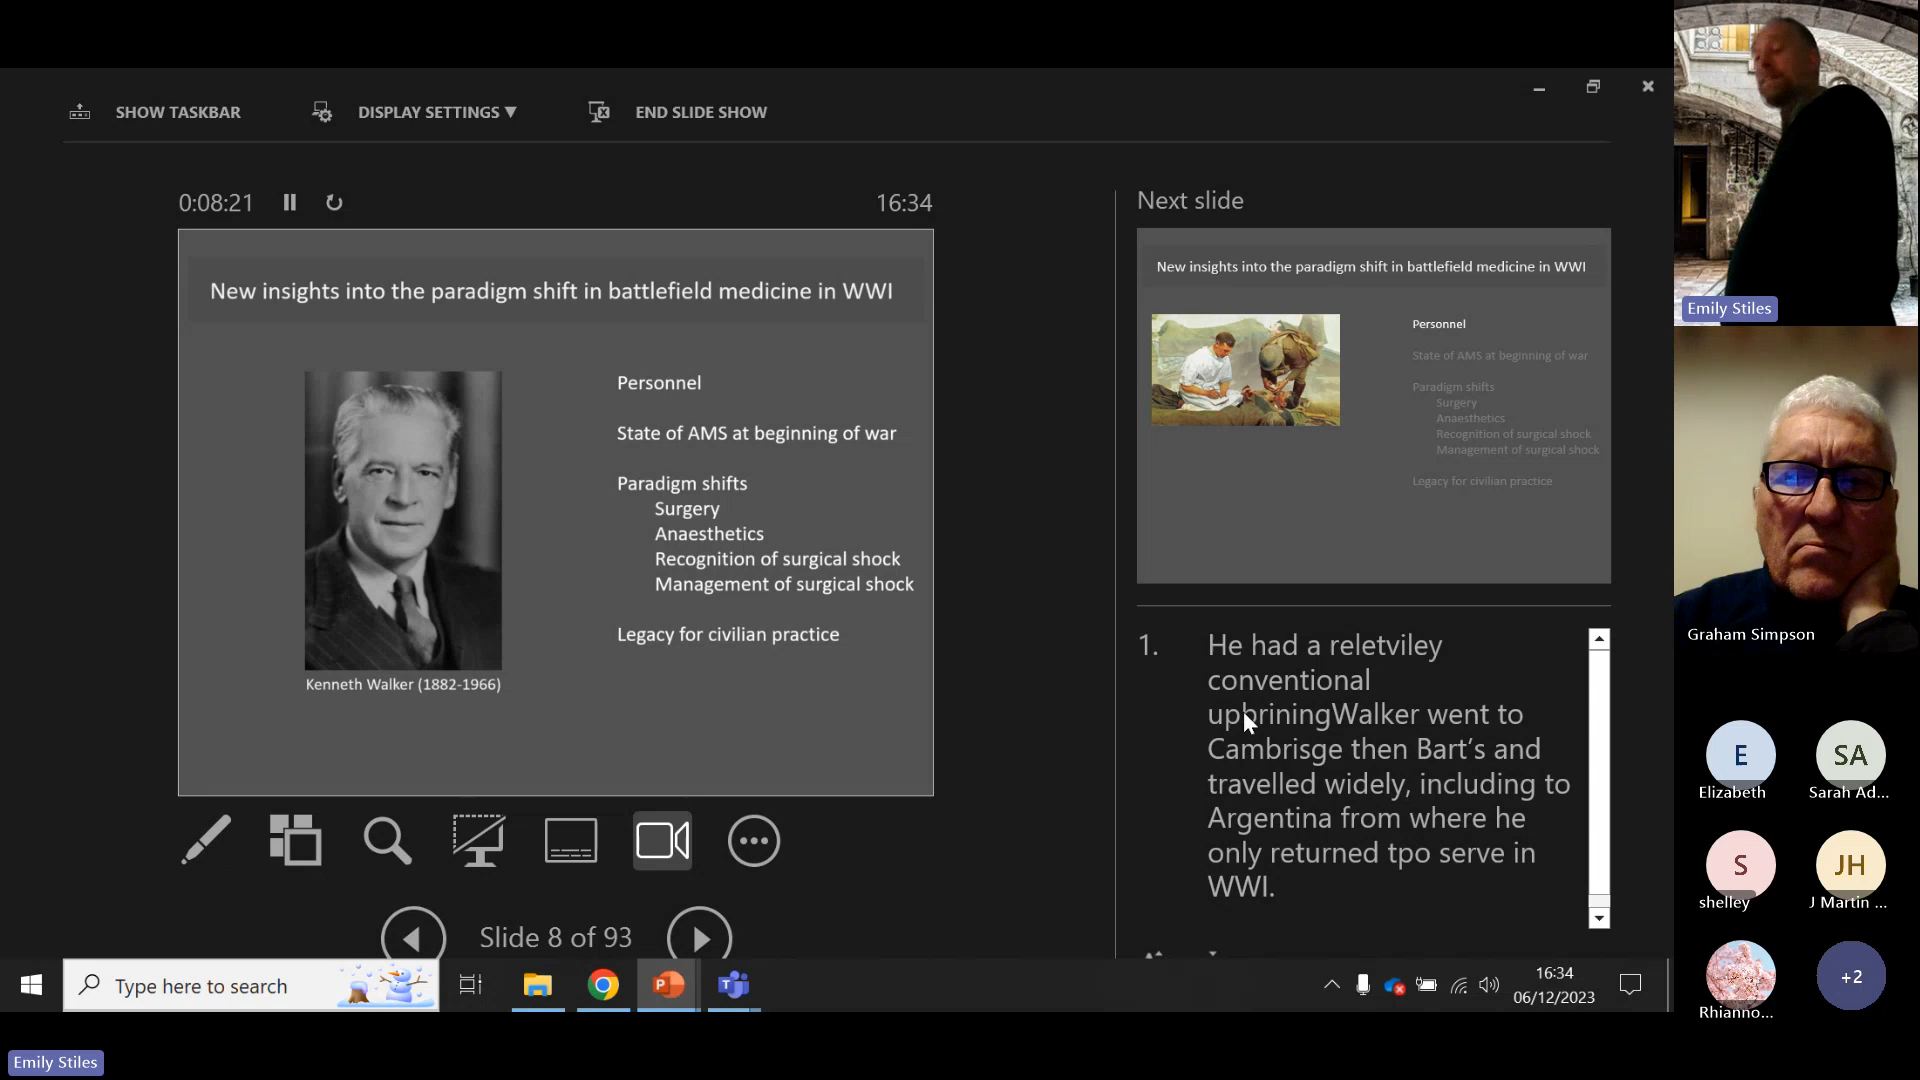 SHOW TASKBAR
DISPLAY SETTINGS ▼
END SLIDE SHOW
0:08:21
16:34
New insights into the paradigm shift in battlefield medicine in WWI
Personnel
State of AMS at beginning of war
Paradigm shifts
Surgery
Anaesthetics
Recognition of surgical shock
Management of surgical shock
Legacy for civilian practice
Kenneth Walker (1882-1966)
Slide 8 of 93
Next slide
New insights into the paradigm shift in battlefield medicine in WWI
Personnel
State of AMS at beginning of war
Paradigm shifts
Surgery
Anaesthetics
Recognition of surgical shock
Management of surgical shock
Legacy for civilian practice
1. He had a reletviley
conventional
upbriningWalker went to
Cambrisge then Bart's and
travelled widely, including to
Argentina from where he
only returned tpo serve in
WWI.
Emily Stiles
Graham Simpson
E
Elizabeth
SA
Sarah Ad...
S
shelley
JH
J Martin ...
Rhianno...
+2
Type here to search
16:34
06/12/2023
Emily Stiles